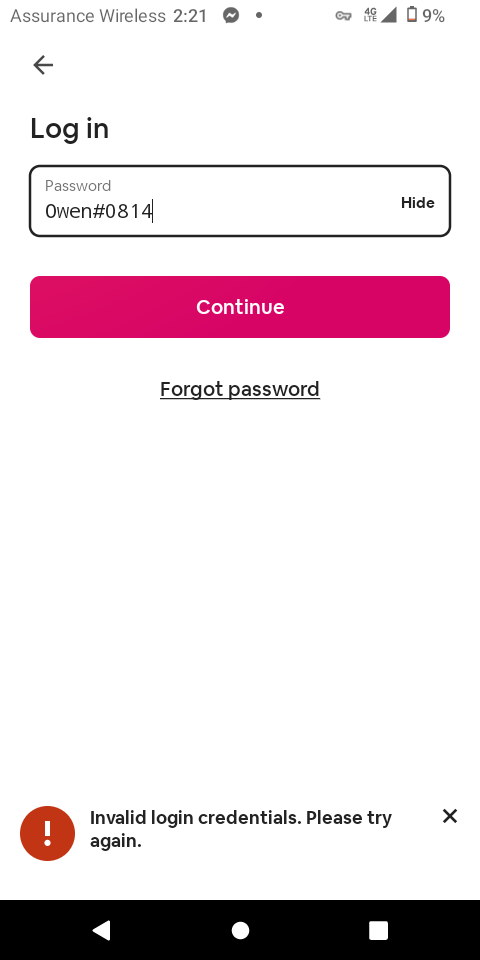 Assurance Wireless 2:21 4G LTE 9%
Log in
Password
Owen#0814
Hide
Continue
Forgot password
Invalid login credentials. Please try
again.